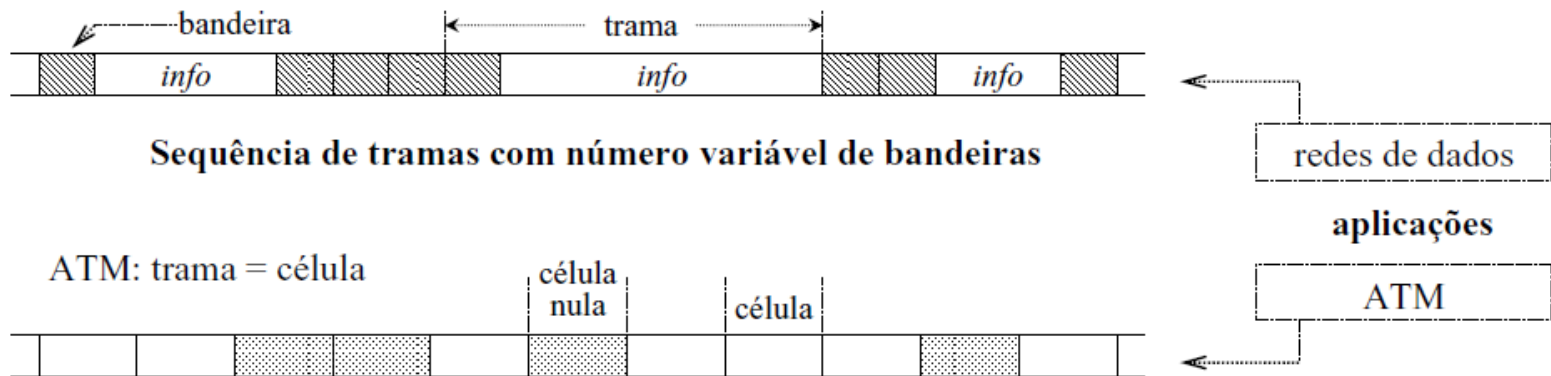 bandeira
trama
info
info
info
Sequência de tramas com número variável de bandeiras
redes de dados
aplicações
ATM
ATM: trama = célula
célula
nula
célula